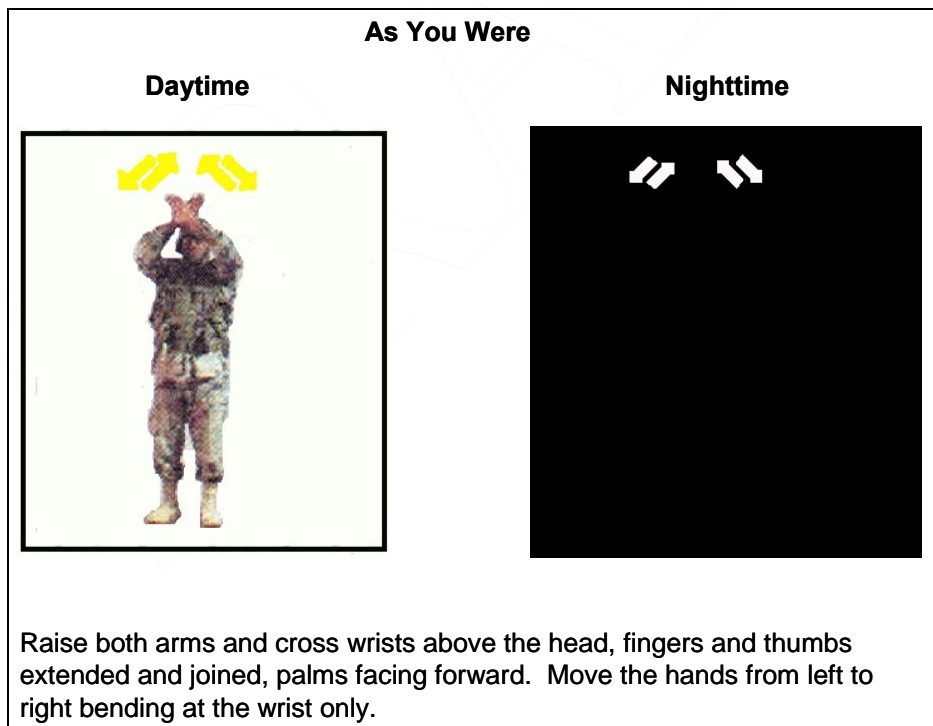 As You Were
Daytime Nighttime
Raise both arms and cross wrists above the head, fingers and thumbs
extended and joined, palms facing forward.  Move the hands from left to
right bending at the wrist only.